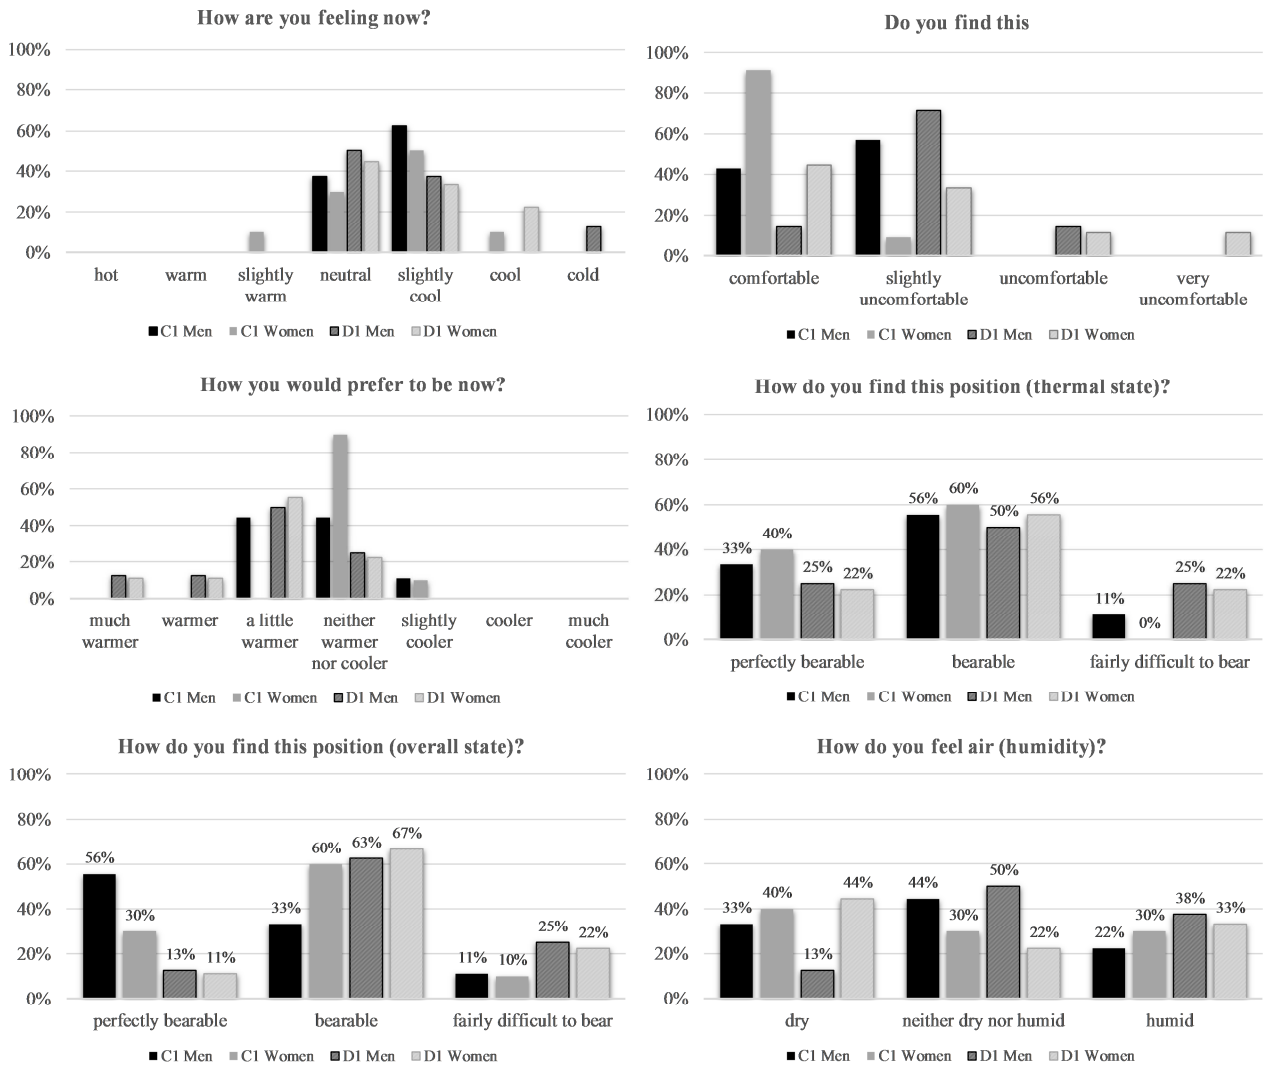 How are you feeling now?
100%
80%
60%
40%
20%
0%
hot warm slightly warm neutral slightly cool cool cold
C1 Men C1 Women D1 Men D1 Women
Do you find this
100%
80%
60%
40%
20%
0%
comfortable slightly uncomfortable uncomfortable very uncomfortable
C1 Men C1 Women D1 Men D1 Women
How you would prefer to be now?
100%
80%
60%
40%
20%
0%
much warmer warmer a little warmer neither warmer nor cooler slightly cooler cooler much cooler
C1 Men C1 Women D1 Men D1 Women
How do you find this position (thermal state)?
100%
80%
60%
40%
20%
0%
33% 40% 25% 22%
56% 60% 50% 56%
11% 0% 25% 22%
perfectly bearable bearable fairly difficult to bear
C1 Men C1 Women D1 Men D1 Women
How do you find this position (overall state)?
100%
80%
60%
40%
20%
0%
56% 30% 13% 11%
33% 60% 63% 67%
11% 10% 25% 22%
perfectly bearable bearable fairly difficult to bear
C1 Men C1 Women D1 Men D1 Women
How do you feel air (humidity)?
100%
80%
60%
40%
20%
0%
33% 40% 13% 44%
44% 30% 50% 22%
22% 30% 38% 33%
dry neither dry nor humid humid
C1 Men C1 Women D1 Men D1 Women